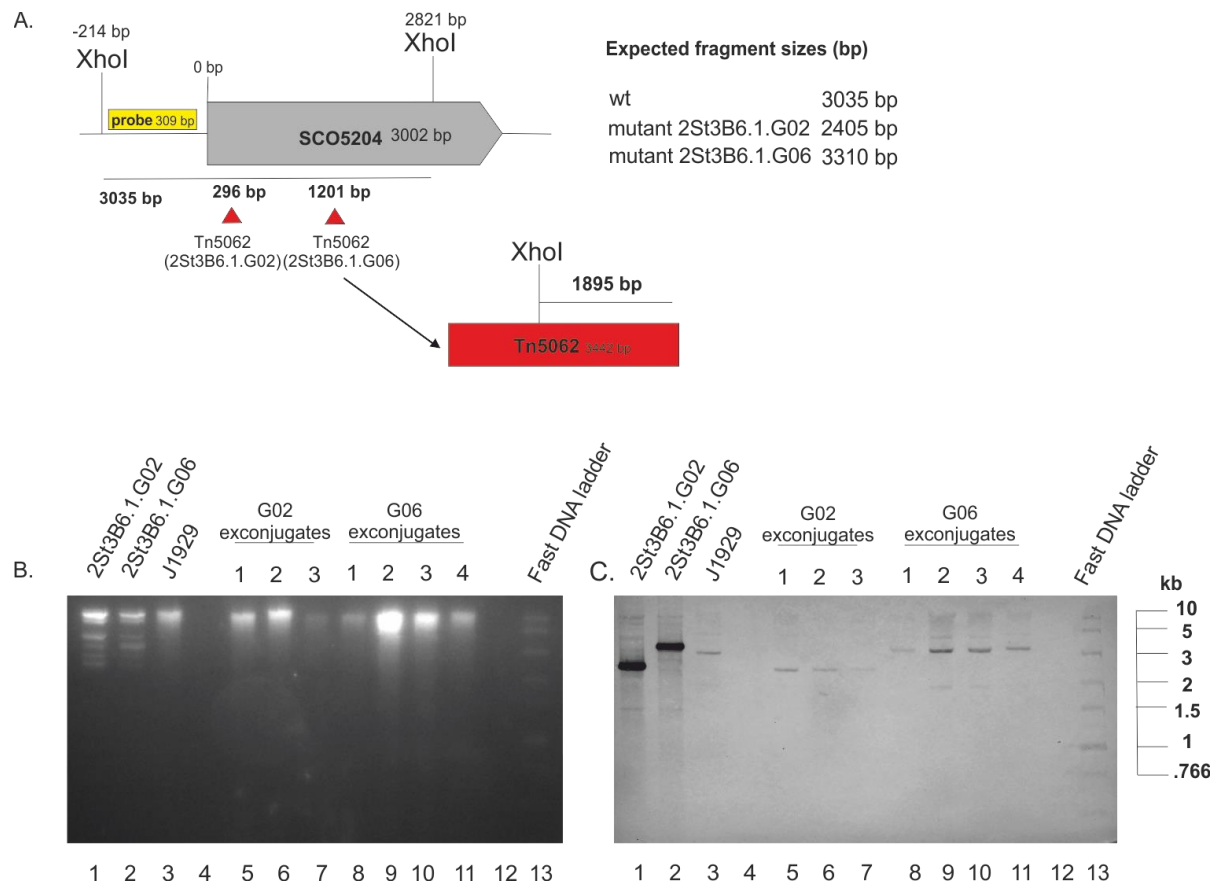 A.
-214 bp
XhoI
0 bp
2821 bp
XhoI
probe 309 bp
SCO5204 3002 bp
3035 bp
296 bp
1201 bp
Tn5062
(2St3B6.1.G02)
Tn5062
(2St3B6.1.G06)
XhoI
1895 bp
Tn5062 3442 bp
Expected fragment sizes (bp)
wt 3035 bp
mutant 2St3B6.1.G02 2405 bp
mutant 2St3B6.1.G06 3310 bp
B.
2St3B6.1.G02
2St3B6.1.G06
J1929
G02
exconjugates
G06
exconjugates
Fast DNA ladder
1 2 3 1 2 3 4
1 2 3 4 5 6 7 8 9 10 11 12 13
C.
2St3B6.1.G02
2St3B6.1.G06
J1929
G02
exconjugates
G06
exconjugates
Fast DNA ladder
1 2 3 1 2 3 4
kb
10
5
3
2
1.5
1
.766
1 2 3 4 5 6 7 8 9 10 11 12 13